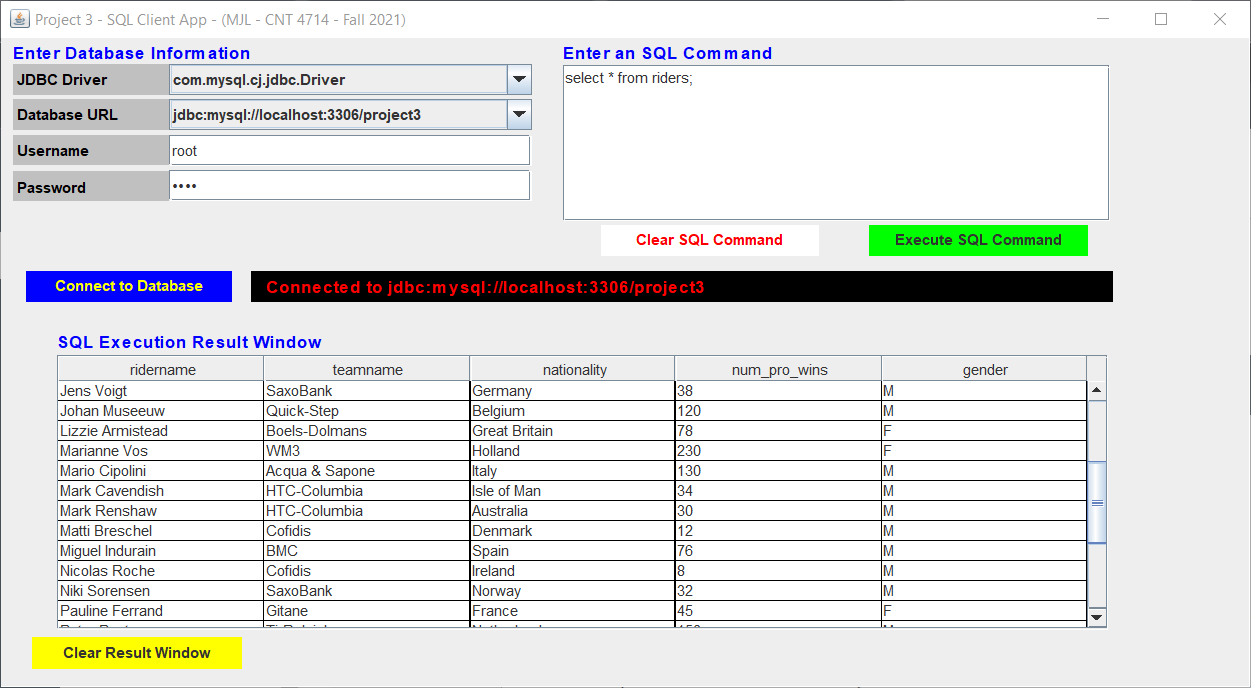 Project 3 - SQL Client App - (MJL - CNT 4714 - Fall 2021)
Enter Database Information
Enter an SQL Command
JDBC Driver com.mysql.cj.jdbc.Driver
select * from riders;
Database URL jdbc:mysql://localhost:3306/project3
Username root
Password ••••
Clear SQL Command Execute SQL Command
Connect to Database Connected to jdbc:mysql://localhost:3306/project3
SQL Execution Result Window
ridername teamname nationality num_pro_wins gender
Jens Voigt SaxoBank Germany 38 M
Johan Museeuw Quick-Step Belgium 120 M
Lizzie Armistead Boels-Dolmans Great Britain 78 F
Marianne Vos WM3 Holland 230 F
Mario Cipolini Acqua & Sapone Italy 130 M
Mark Cavendish HTC-Columbia Isle of Man 34 M
Mark Renshaw HTC-Columbia Australia 30 M
Matti Breschel Cofidis Denmark 12 M
Miguel Indurain BMC Spain 76 M
Nicolas Roche Cofidis Ireland 8 M
Niki Sorensen SaxoBank Norway 32 M
Pauline Ferrand Gitane France 45 F
Clear Result Window